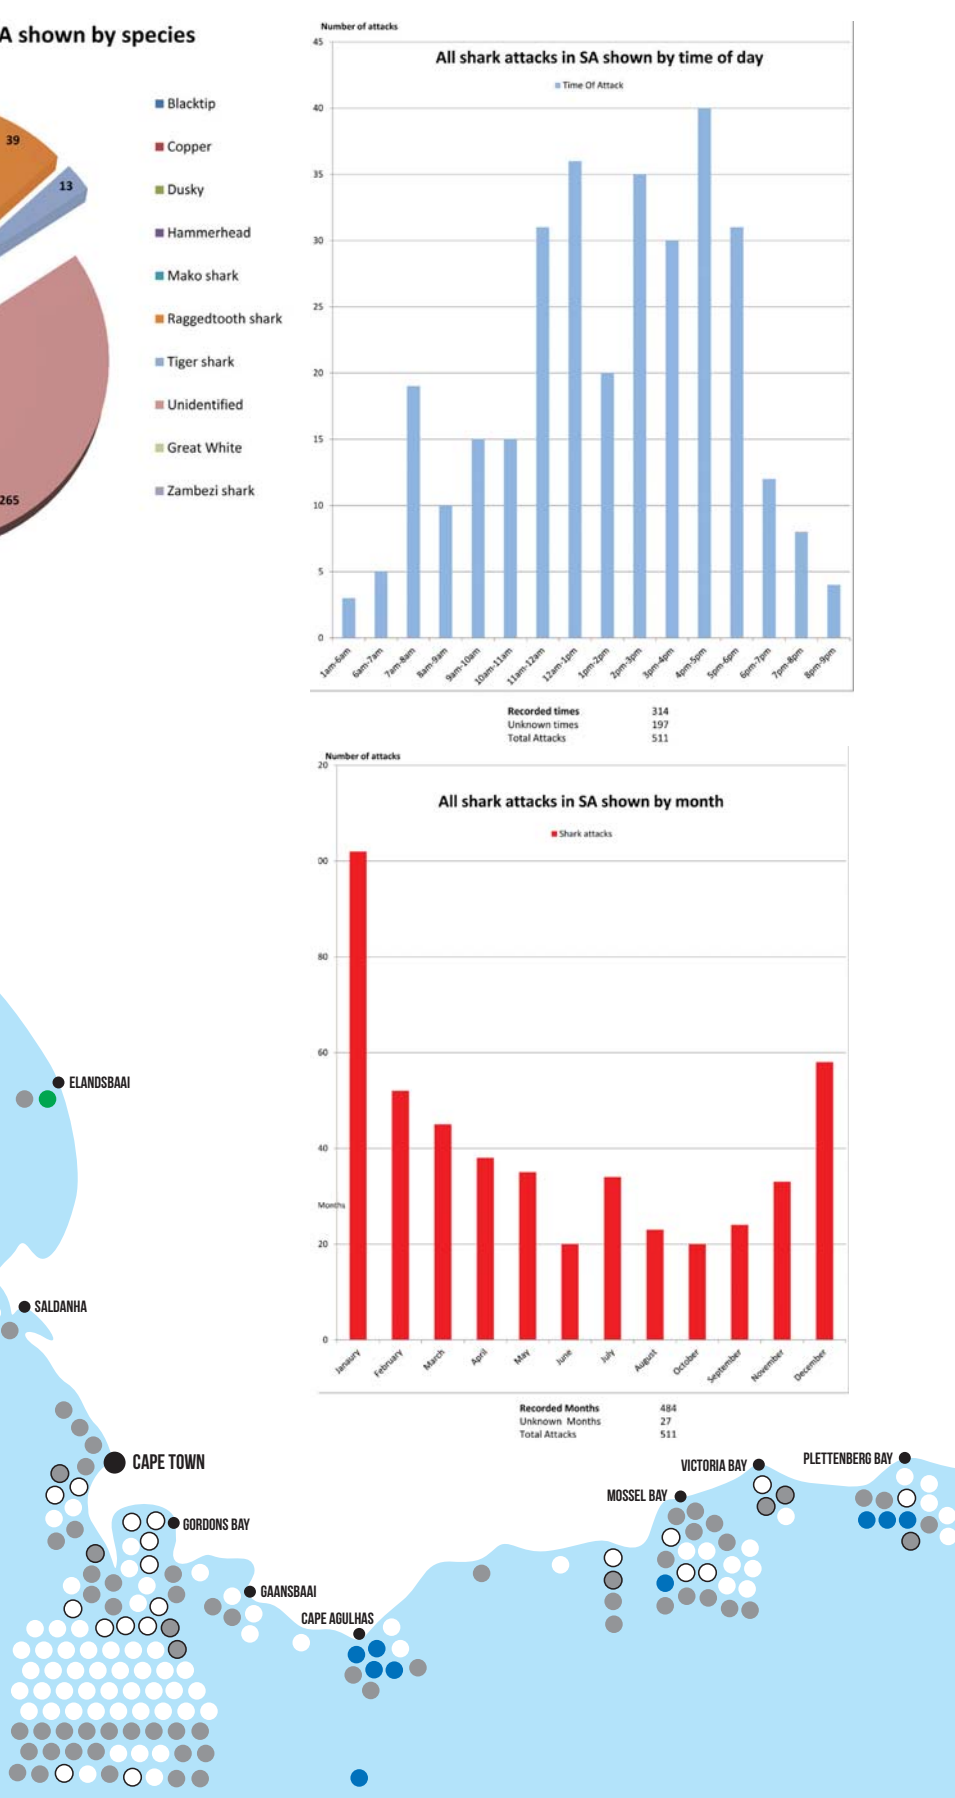 A shown by species
39
13
265
Blacktip
Copper
Dusky
Hammerhead
Mako shark
Raggedtooth shark
Tiger shark
Unidentified
Great White
Zambezi shark
Number of attacks
All shark attacks in SA shown by time of day
Time Of Attack
45
40
35
30
25
20
15
10
5
0
1am-6am
6am-7am
7am-8am
8am-9am
9am-10am
10am-11am
11am-12am
12am-1pm
1pm-2pm
2pm-3pm
3pm-4pm
4pm-5pm
5pm-6pm
6pm-7pm
7pm-8pm
8pm-9pm
Recorded times 314
Unknown times 197
Total Attacks 511
Number of attacks
All shark attacks in SA shown by month
Shark attacks
20
00
80
60
40
Months
20
0
Janaury
February
March
April
May
June
July
August
October
September
November
December
Recorded Months 484
Unknown Months 27
Total Attacks 511
ELANDSBAAI
SALDANHA
CAPE TOWN
GORDONS BAY
GAANSBAAI
CAPE AGULHAS
MOSSEL BAY
VICTORIA BAY
PLETTENBERG BAY